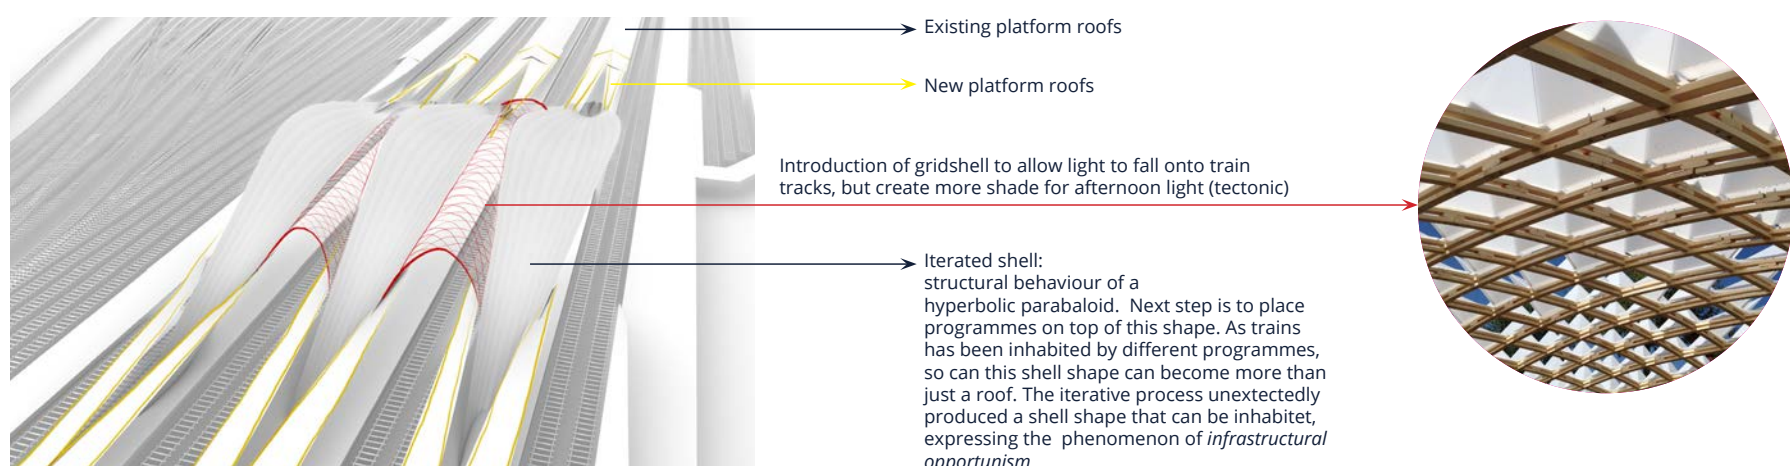 Existing platform roofs
New platform roofs
Introduction of gridshell to allow light to fall onto train
tracks, but create more shade for afternoon light (tectonic)
Iterated shell:
structural behaviour of a
hyperbolic parabaloid.  Next step is to place
programmes on top of this shape. As trains
has been inhabited by different programmes,
so can this shell shape can become more than
just a roof. The iterative process unextectedly
produced a shell shape that can be inhabitet,
expressing the  phenomenon of infrastructural
opportunism